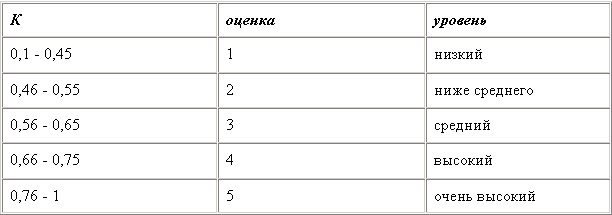 К оценка уровень
0,1 - 0,45 1 низкий
0,46 - 0,55 2 ниже среднего
0,56 - 0,65 3 средний
0,66 - 0,75 4 высокий
0,76 - 1 5 очень высокий